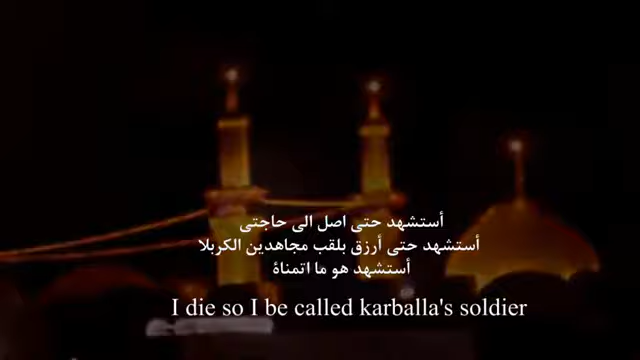 أستشهد حتى اصل الى حاجتي
أستشهد حتى أرزق بلقب مجاهدين الكربلا
أستشهد هو ما اتمناة
I die so I be called karballa's soldier